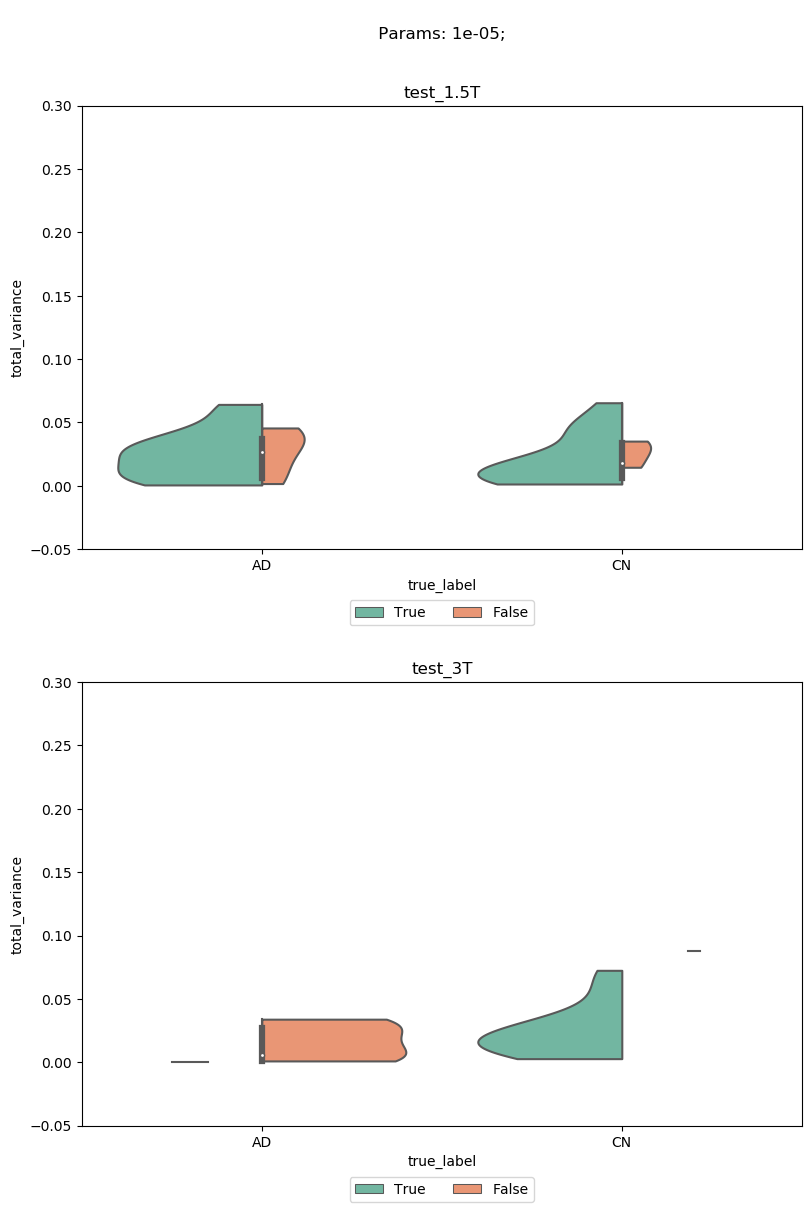 Params: 1e-05;
test_1.5T
0.30
0.25
0.20
0.15
0.10
0.05
0.00
−0.05
total_variance
AD CN
true_label
True False
test_3T
0.30
0.25
0.20
0.15
0.10
0.05
0.00
−0.05
total_variance
AD CN
true_label
True False